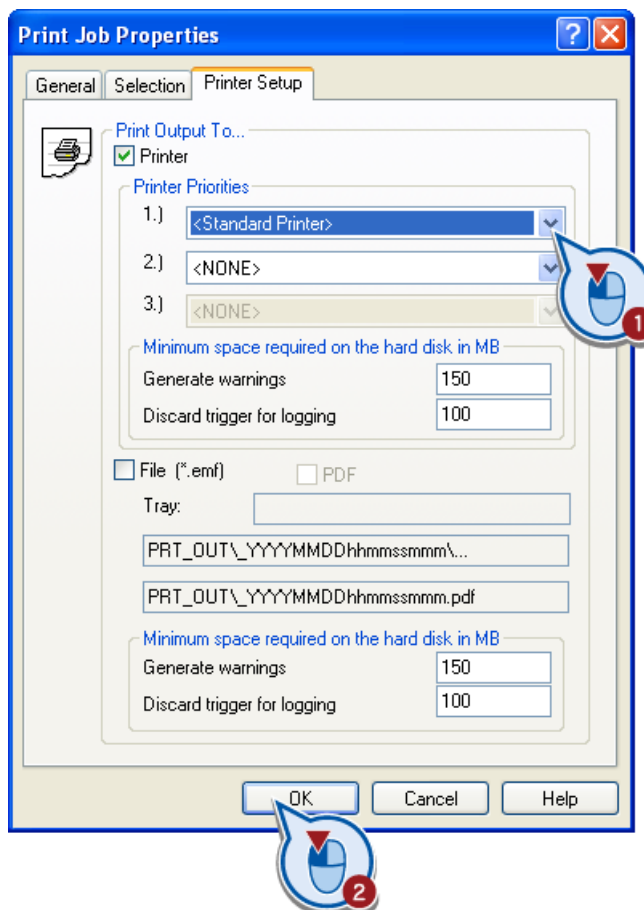 Print Job Properties
General Selection Printer Setup
Print Output To...
Printer
Printer Priorities
1.) <Standard Printer>
2.) <NONE>
3.) <NONE>
Minimum space required on the hard disk in MB
Generate warnings 150
Discard trigger for logging 100
File (*.emf) PDF
Tray:
PRT_OUT\_YYYYMMDDhhmmssmmm\...
PRT_OUT\_YYYYMMDDhhmmssmmm.pdf
Minimum space required on the hard disk in MB
Generate warnings 150
Discard trigger for logging 100
OK Cancel Help
1
2